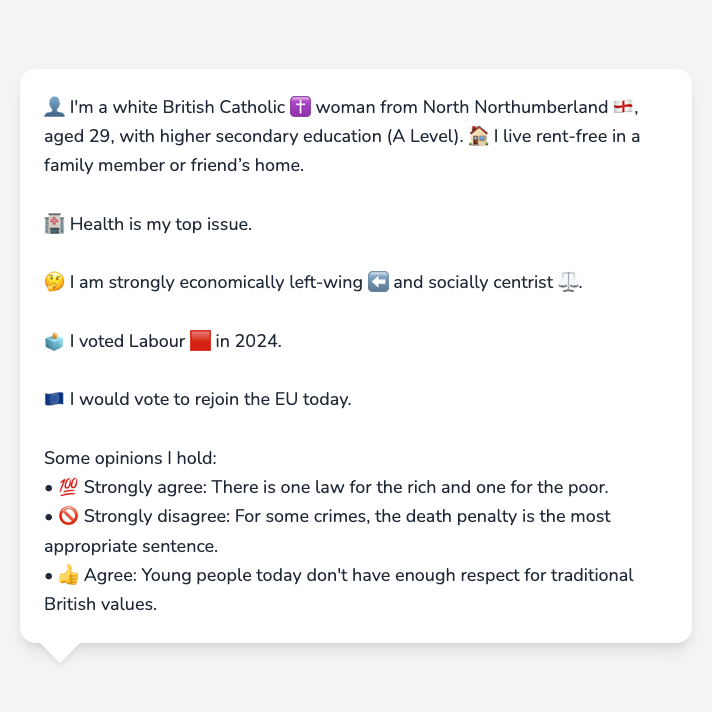 👤 I'm a white British Catholic ✝️ woman from North Northumberland 🏴󠁧󠁢󠁥󠁮󠁧󠁿,
aged 29, with higher secondary education (A Level). 🏠 I live rent-free in a
family member or friend’s home.
🏥 Health is my top issue.
🤔 I am strongly economically left-wing ⬅️ and socially centrist ⚖️.
🗳️ I voted Labour 🟥 in 2024.
🇪🇺 I would vote to rejoin the EU today.
Some opinions I hold:
• 💯 Strongly agree: There is one law for the rich and one for the poor.
• 🚫 Strongly disagree: For some crimes, the death penalty is the most
appropriate sentence.
• 👍 Agree: Young people today don't have enough respect for traditional
British values.